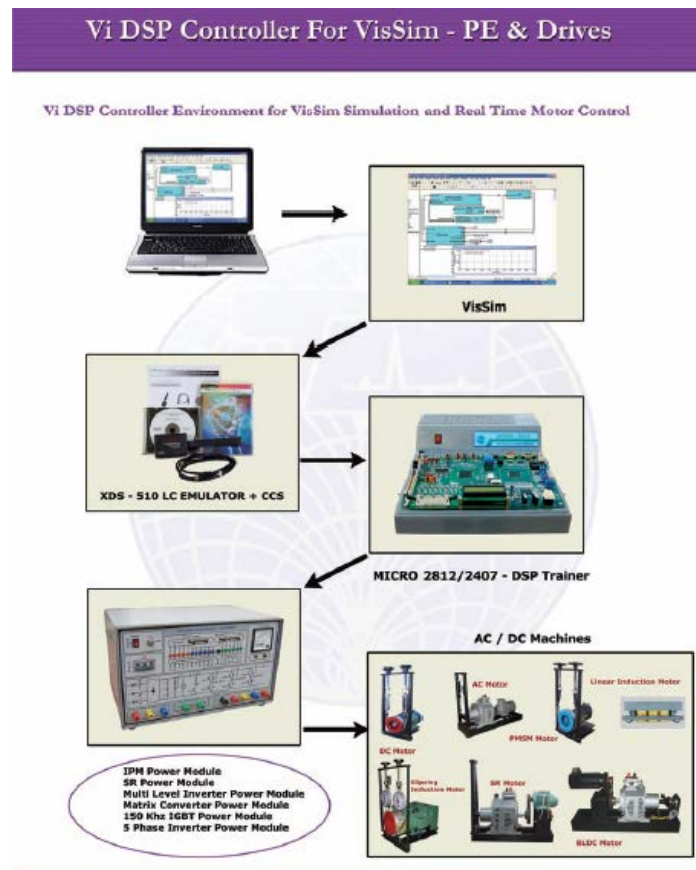 Vi DSP Controller For VisSim - PE & Drives
Vi DSP Controller Environment for VisSim Simulation and Real Time Motor Control
VisSim
XDS - 510 LC EMULATOR + CCS
MICRO 2812/2407 - DSP Trainer
AC / DC Machines
AC Motor
Linear Induction Motor
DC Motor
PMSM Motor
Slipring
Induction Motor
SR Motor
BLDC Motor
IPM Power Module
SR Power Module
Multi Level Inverter Power Module
Matrix Converter Power Module
150 Khz IGBT Power Module
5 Phase Inverter Power Module